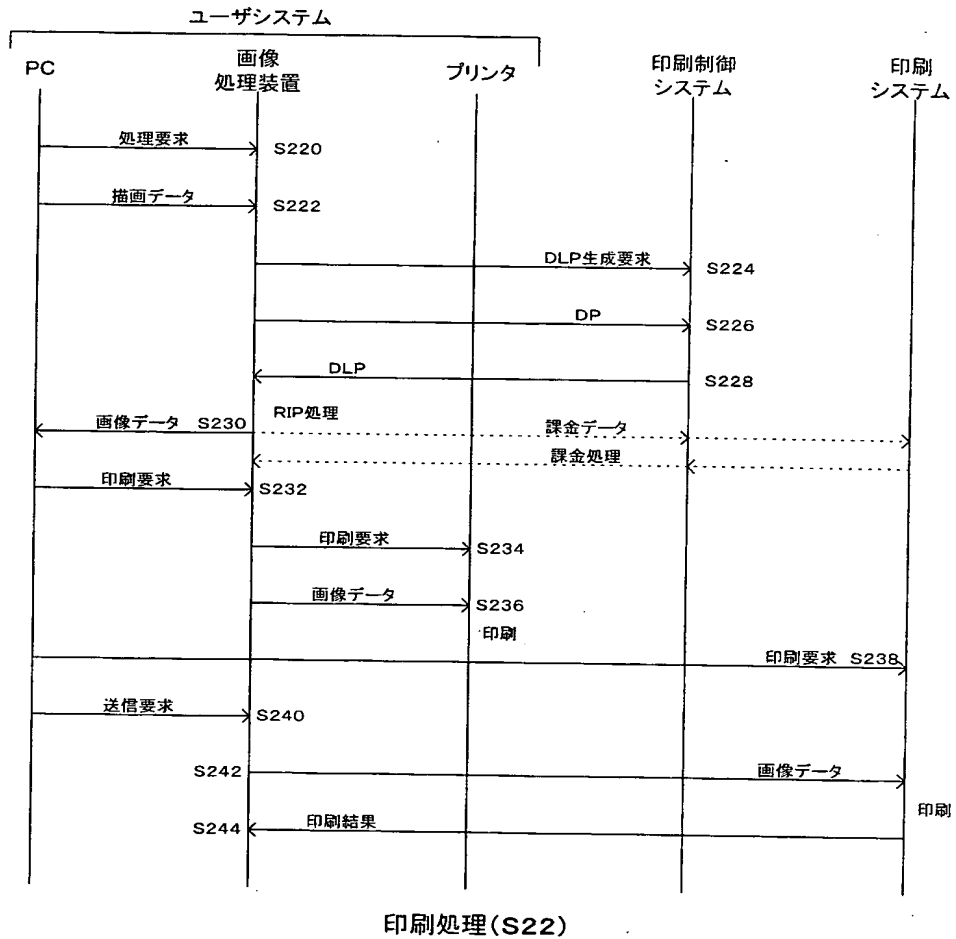 ユーザシステム
PC
画像
処理装置
プリンタ
印刷制御
システム
印刷
システム
処理要求
S220
描画データ
S222
DLP生成要求
S224
DP
S226
DLP
S228
RIP処理
画像データ S230
課金データ
課金処理
印刷要求
S232
印刷要求
S234
画像データ
S236
印刷
印刷要求 S238
送信要求
S240
S242
画像データ
印刷
S244
印刷結果
印刷処理(S22)